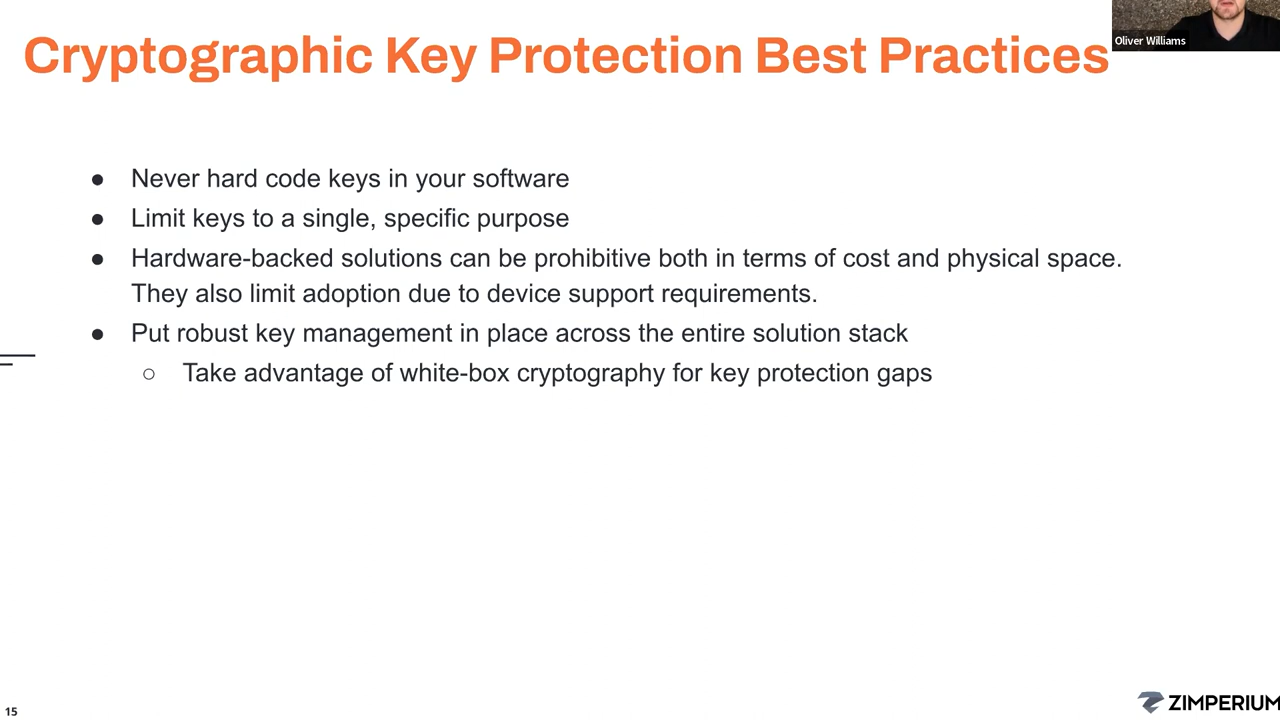 Cryptographic Key Protection Best Practices
Oliver Williams
● Never hard code keys in your software
● Limit keys to a single, specific purpose
● Hardware-backed solutions can be prohibitive both in terms of cost and physical space.
They also limit adoption due to device support requirements.
● Put robust key management in place across the entire solution stack
○ Take advantage of white-box cryptography for key protection gaps
15
ZIMPERIUM